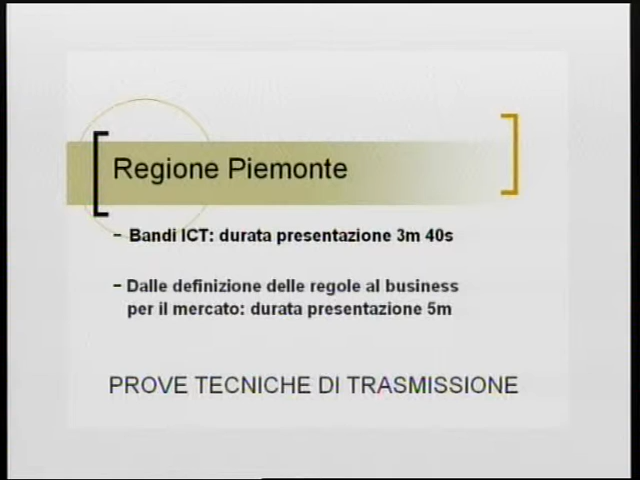 Regione Piemonte
- Bandi ICT: durata presentazione 3m 40s
- Dalle definizione delle regole al business
per il mercato: durata presentazione 5m
PROVE TECNICHE DI TRASMISSIONE